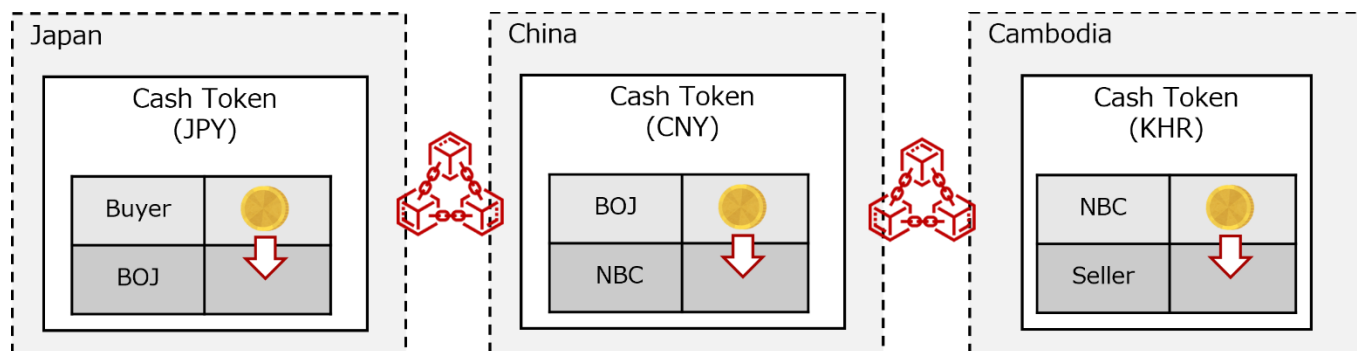 Japan
Cash Token
(JPY)
Buyer
BOJ
China
Cash Token
(CNY)
BOJ
NBC
Cambodia
Cash Token
(KHR)
NBC
Seller